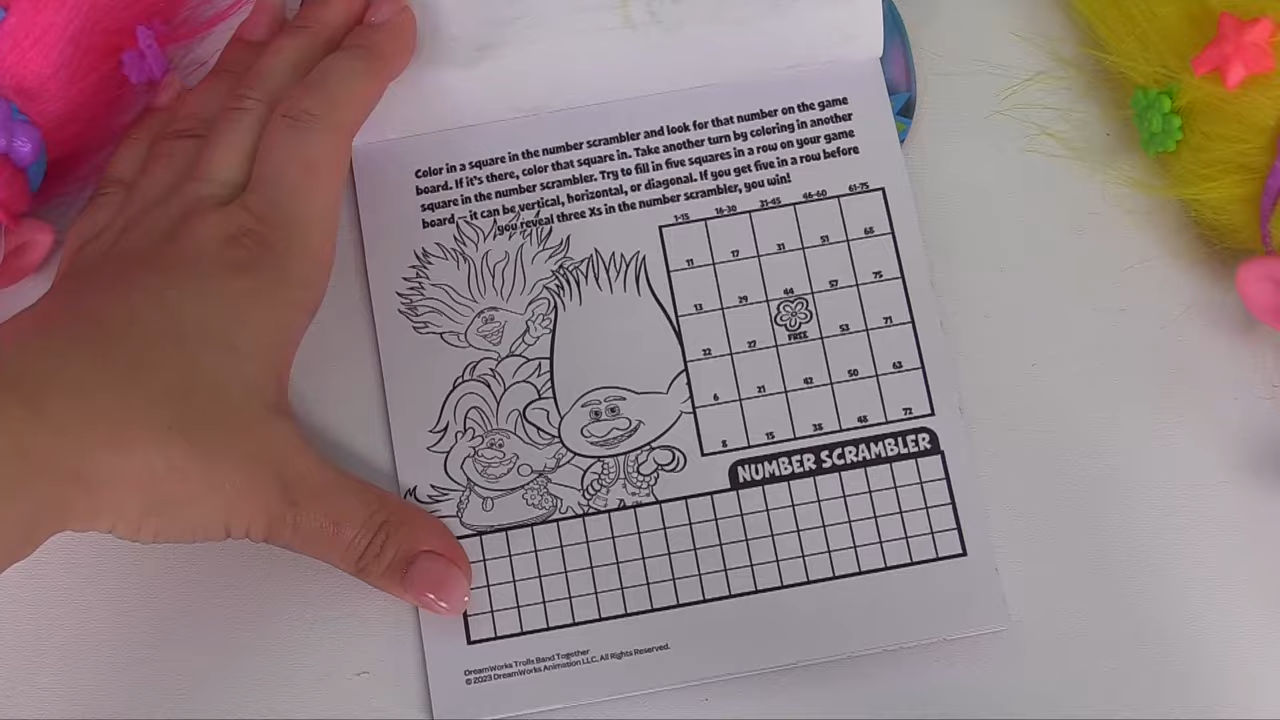 Color in a square in the number scrambler and look for that number on the game
board. If it's there, color that square in. Take another turn by coloring in another
square in the number scrambler. Try to fill in five squares in a row on your game
board – it can be vertical, horizontal, or diagonal. If you get five in a row before
you reveal three Xs in the number scrambler, you win!
1-15 16-30 31-45 46-60 61-75
11 17 31 51 68
13 29 44 57 75
22 27 FREE 53 71
6 21 42 50 63
8 15 38 48 72
NUMBER SCRAMBLER
DreamWorks Trolls Band Together
© 2023 DreamWorks Animation LLC. All Rights Reserved.